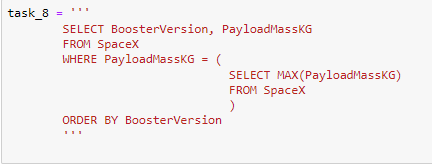 task_8 = '''
SELECT BoosterVersion, PayloadMassKG
FROM SpaceX
WHERE PayloadMassKG = (
SELECT MAX(PayloadMassKG)
FROM SpaceX
)
ORDER BY BoosterVersion
'''